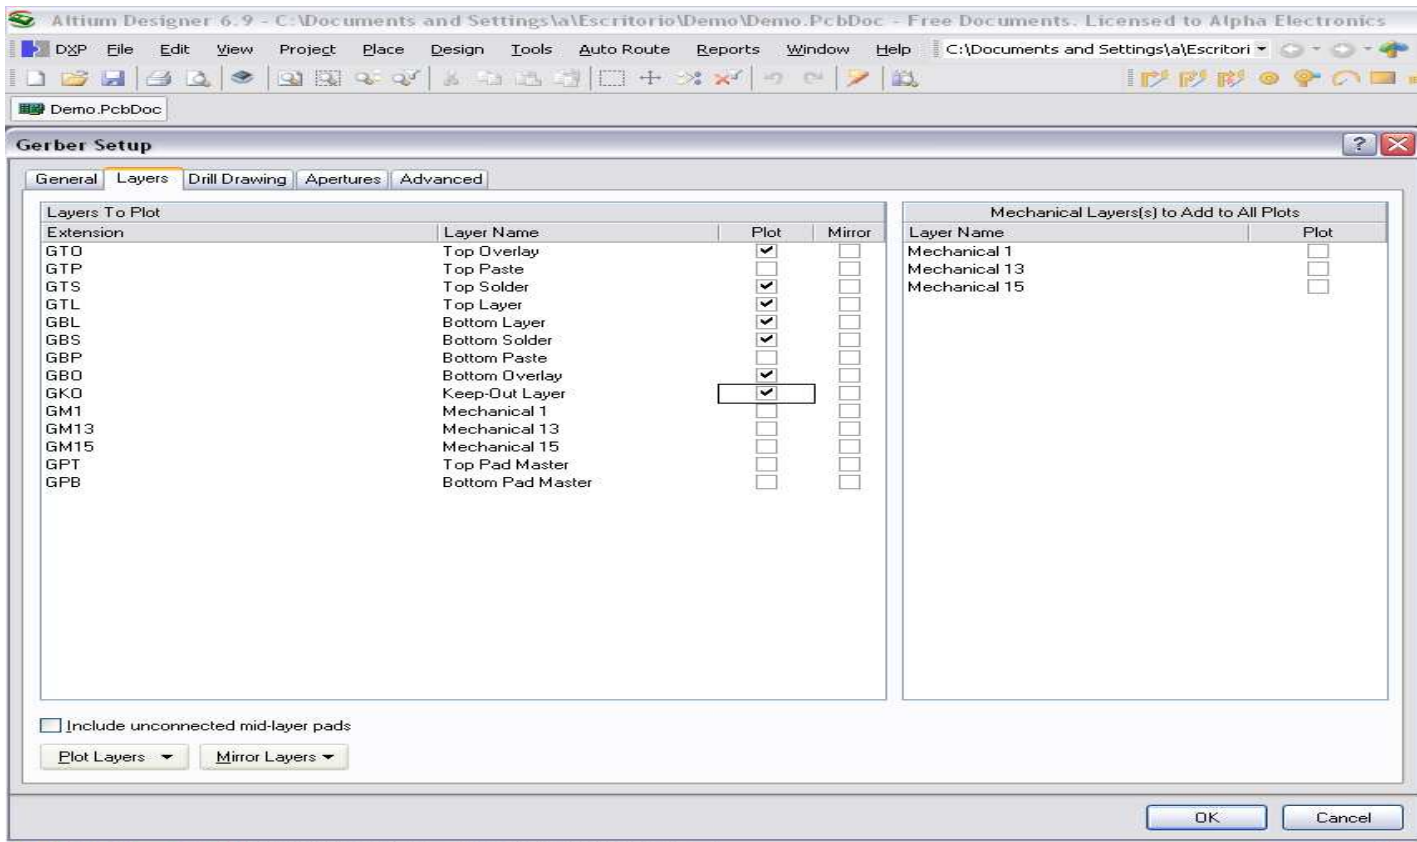 Altium Designer 6.9 - C:\Documents and Settings\a\Escritorio\Demo\Demo.PcbDoc - Free Documents. Licensed to Alpha Electronics
DXP File Edit View Project Place Design Tools Auto Route Reports Window Help C:\Documents and Settings\a\Escritori
Demo.PcbDoc
Gerber Setup
General Layers Drill Drawing Apertures Advanced
Layers To Plot
Extension Layer Name Plot Mirror
GTO Top Overlay
GTP Top Paste
GTS Top Solder
GTL Top Layer
GBL Bottom Layer
GBS Bottom Solder
GBP Bottom Paste
GBO Bottom Overlay
GKO Keep-Out Layer
GM1 Mechanical 1
GM13 Mechanical 13
GM15 Mechanical 15
GPT Top Pad Master
GPB Bottom Pad Master
Mechanical Layers(s) to Add to All Plots
Layer Name Plot
Mechanical 1
Mechanical 13
Mechanical 15
Include unconnected mid-layer pads
Plot Layers Mirror Layers
OK Cancel